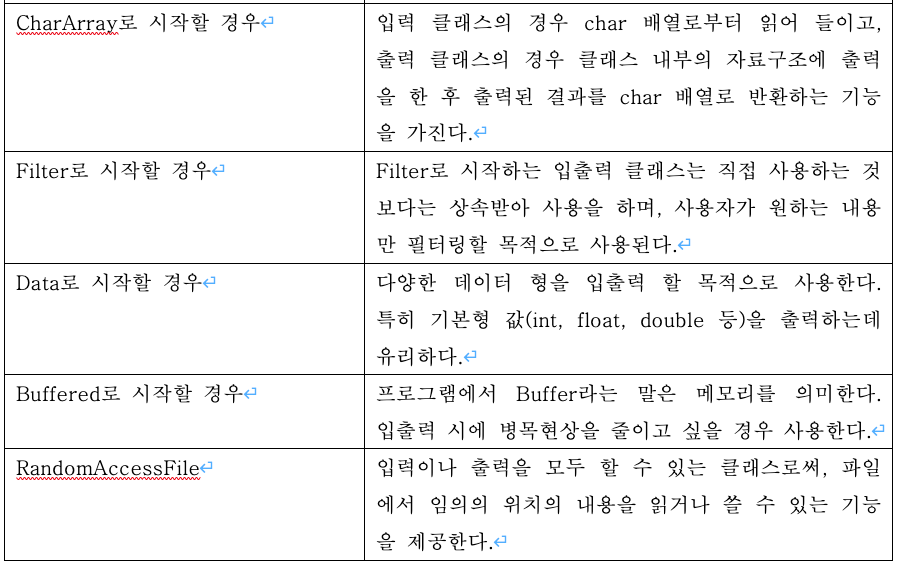 CharArray로 시작할 경우
입력 클래스의 경우 char 배열로부터 읽어 들이고,
출력 클래스의 경우 클래스 내부의 자료구조에 출력
을 한 후 출력된 결과를 char 배열로 반환하는 기능
을 가진다.
Filter로 시작할 경우
Filter로 시작하는 입출력 클래스는 직접 사용하는 것
보다는 상속받아 사용을 하며, 사용자가 원하는 내용
만 필터링할 목적으로 사용된다.
Data로 시작할 경우
다양한 데이터 형을 입출력 할 목적으로 사용한다.
특히 기본형 값(int, float, double 등)을 출력하는데
유리하다.
Buffered로 시작할 경우
프로그램에서 Buffer라는 말은 메모리를 의미한다.
입출력 시에 병목현상을 줄이고 싶을 경우 사용한다.
RandomAccessFile
입력이나 출력을 모두 할 수 있는 클래스로써, 파일
에서 임의의 위치의 내용을 읽거나 쓸 수 있는 기능
을 제공한다.